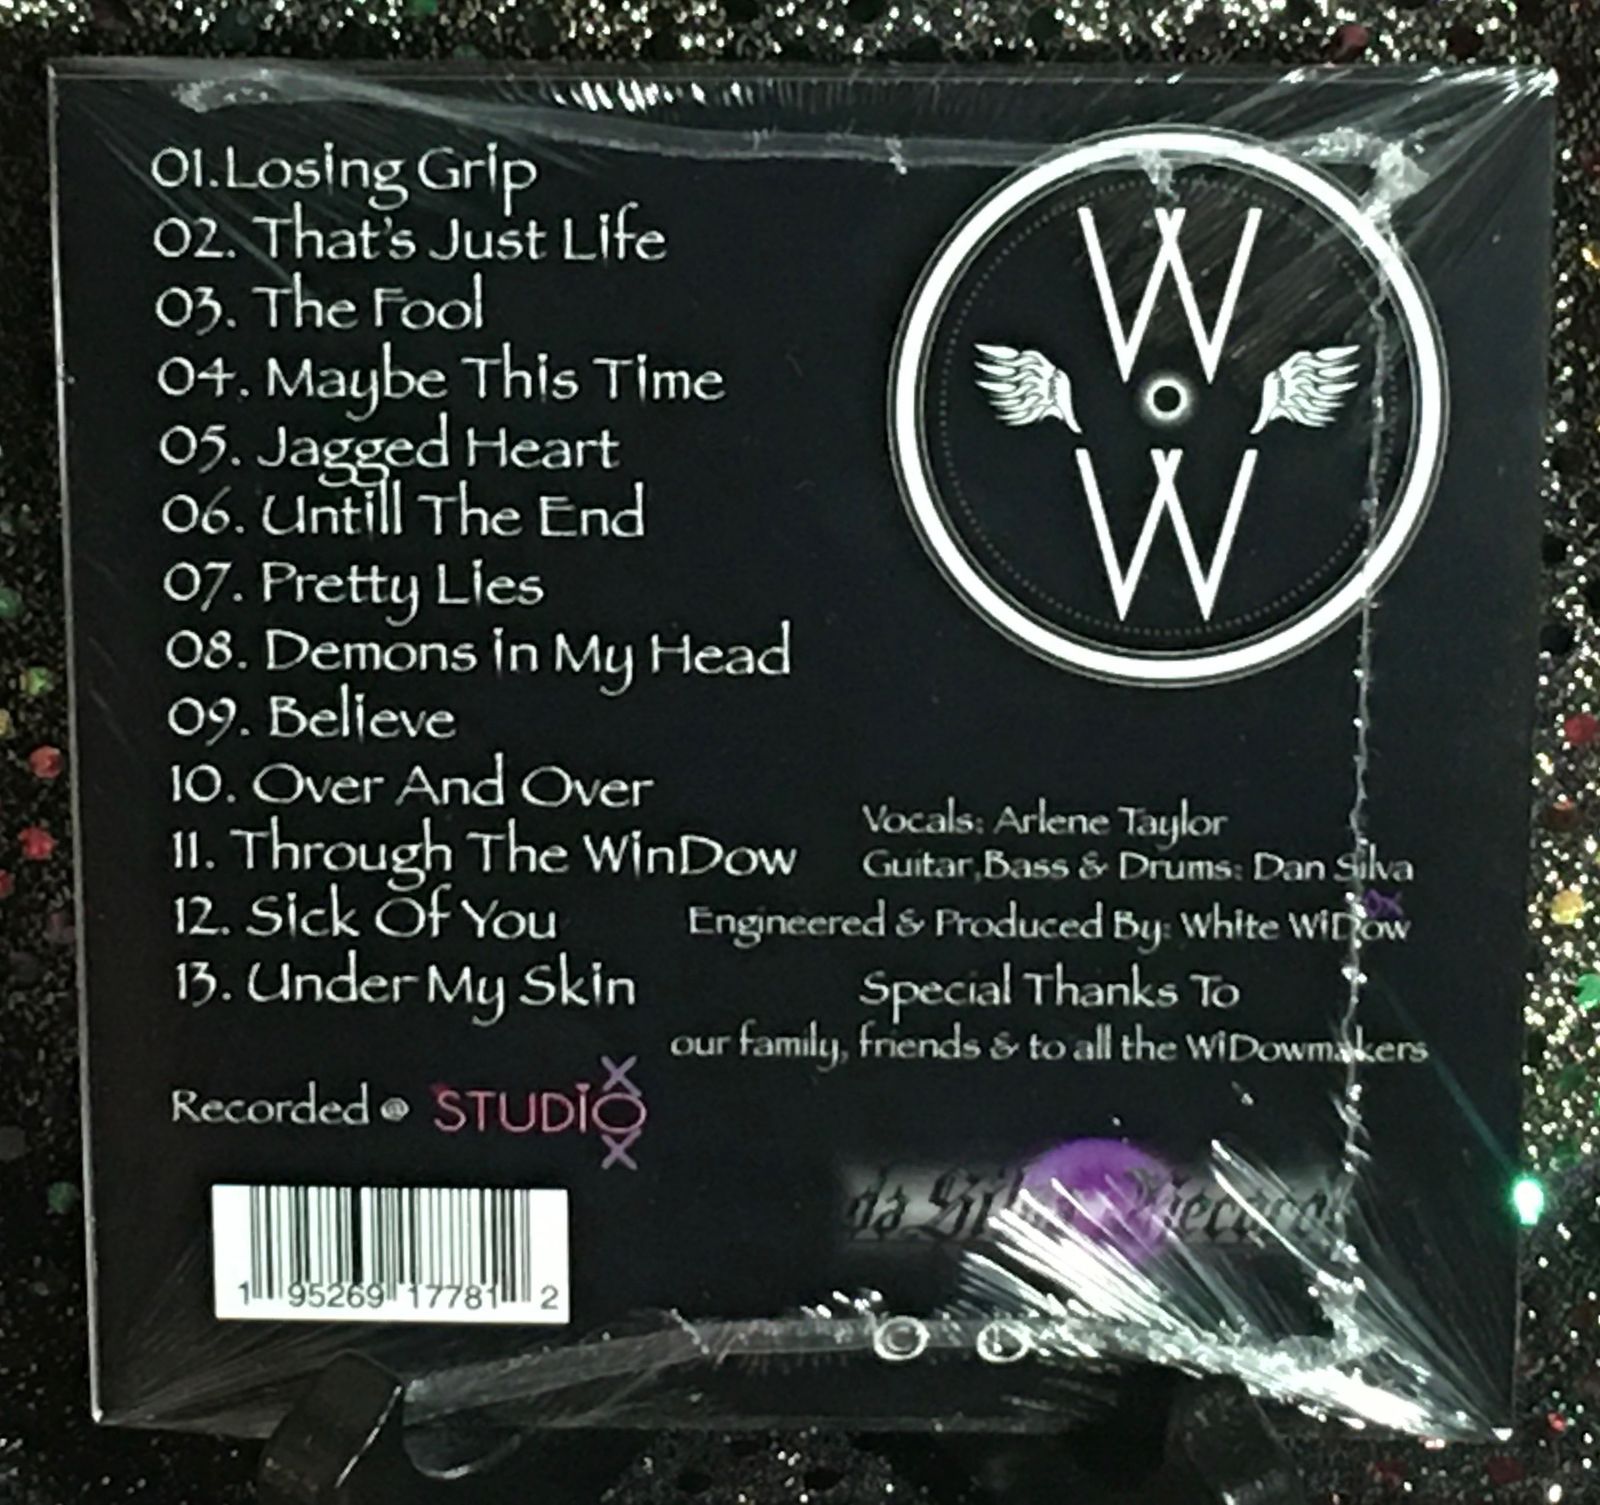 01.Losing Grip
02. That's Just Life
03. The Fool
04. Maybe This Time
05. Jagged Heart
06. Untill The End
07. Pretty Lies
08. Demons in My Head
09. Believe
10. Over And Over
11. Through The WinDow
12. Sick Of You
13. Under My Skin
Recorded @ STUDiO
X
X
1 95269 17781 2
W
W
Vocals: Arlene Taylor
Guitar,Bass & Drums: Dan Silva
Engineered & Produced By: White WiDow
Special Thanks To
our family, friends & to all the WiDowmakers
da Silva Record
©